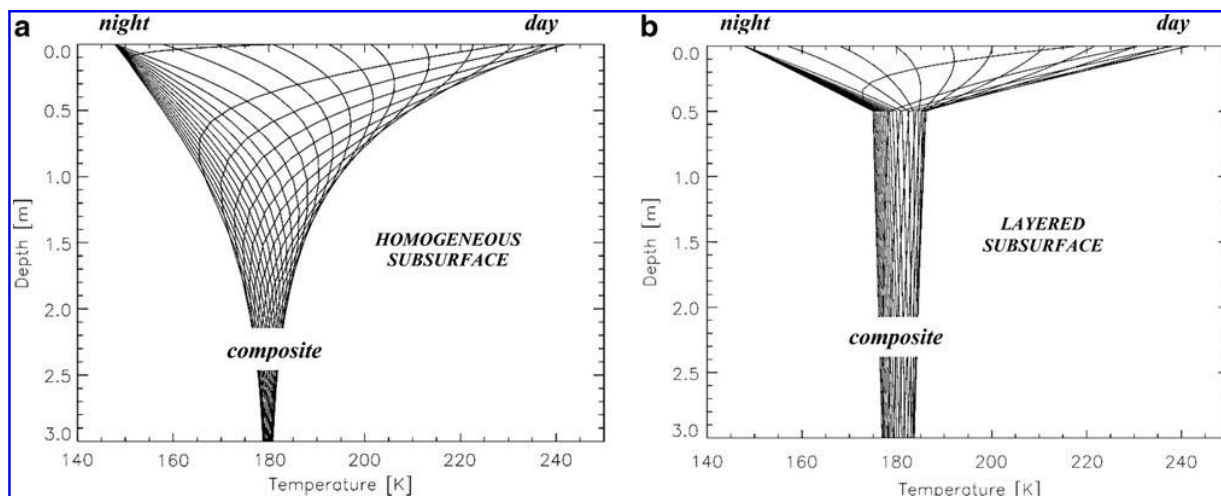 a
night day
0.0
0.5
1.0
1.5
2.0
2.5
3.0
Depth [m]
HOMOGENEOUS
SUBSURFACE
composite
140 160 180 200 220 240
Temperature [K]
b
night day
0.0
0.5
1.0
1.5
2.0
2.5
3.0
Depth [m]
LAYERED
SUBSURFACE
composite
140 160 180 200 220 240
Temperature [K]